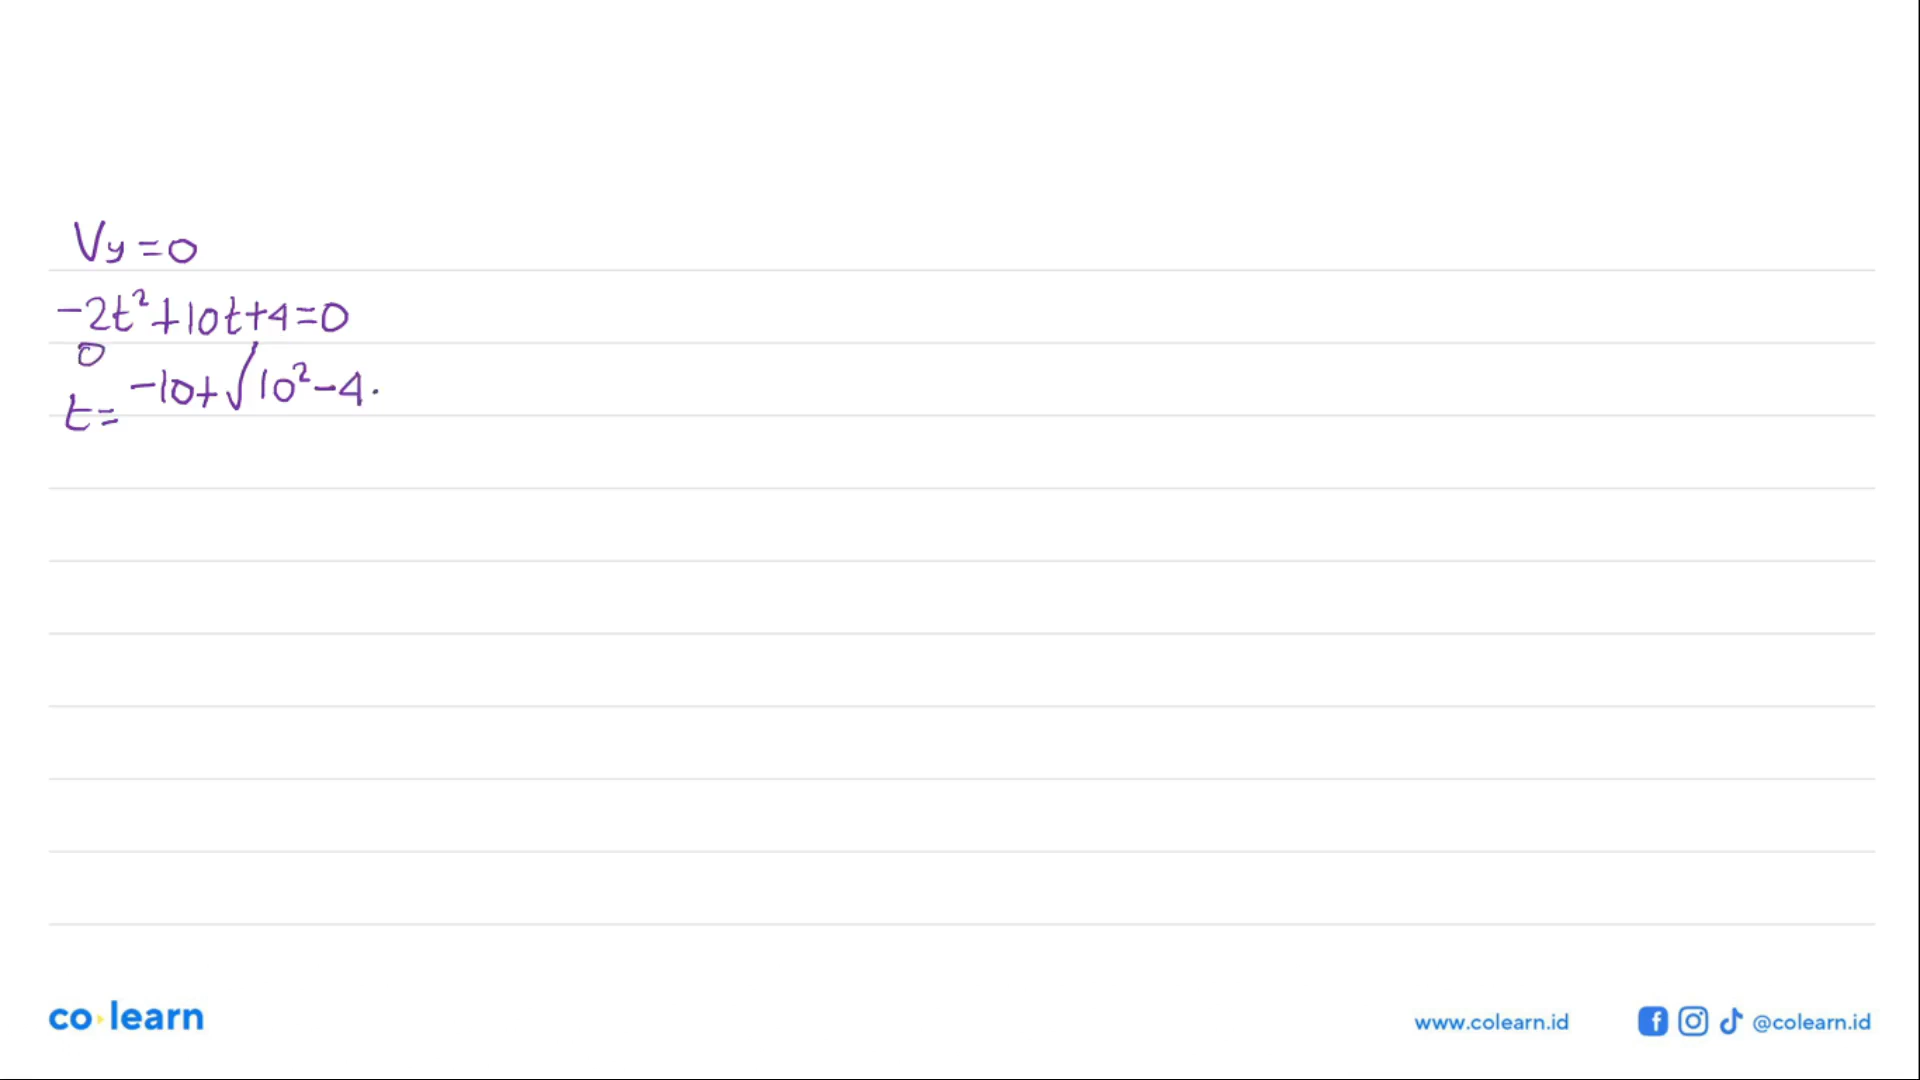 Vy=0
-2t²+10t+4=0
0
t= -10+√10²-4.
co learn
www.colearn.id
@colearn.id